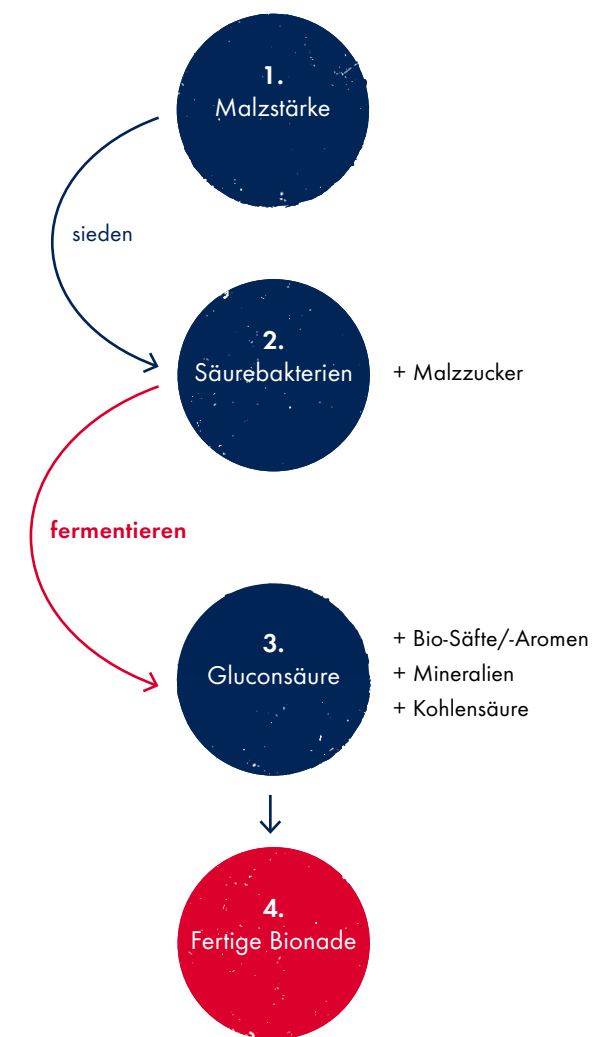 1.
Malzstärke
sieden
2.
Säurebakterien
+ Malzzucker
fermentieren
3.
Gluconsäure
+ Bio-Säfte/-Aromen
+ Mineralien
+ Kohlensäure
4.
Fertige Bionade